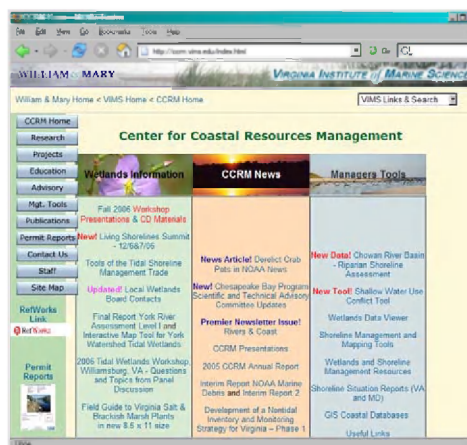 File Edit View Go Bookmarks Tools Help
http://ccrm.vims.edu/index.html
Go
WILLIAM & MARY
VIRGINIA INSTITUTE of MARINE SCIENCE
William & Mary Home < VIMS Home < CCRM Home
VIMS Links & Search
Center for Coastal Resources Management
CCRM Home
Research
Projects
Education
Advisory
Mgt. Tools
Publications
Permit Reports
Contact Us
Staff
Site Map
RefWorks
Link
RefWorks
Permit
Reports
Wetlands Information
Fall 2006 Workshop
Presentations & CD Materials
New! Living Shorelines Summit
- 12/6&7/06
Tools of the Tidal Shoreline
Management Trade
Updated! Local Wetlands
Board Contacts
Final Report York River
Assessment Level I and
Interactive Map Tool for York
Watershed Tidal Wetlands
2006 Tidal Wetlands Workshop,
Williamsburg, VA - Questions
and Topics from Panel
Discussion
Field Guide to Virginia Salt &
Brackish Marsh Plants
in new 8.5 x 11 size
CCRM News
News Article! Derelict Crab
Pots in NOAA News
New! Chesapeake Bay Program
Scientific and Technical Advisory
Committee Updates
Premier Newsletter Issue!
Rivers & Coast
CCRM Presentations
2005 CCRM Annual Report
Interim Report NOAA Marine
Debris and Interim Report 2
Development of a Nontidal
Inventory and Monitoring
Strategy for Virginia - Phase 1
Managers Tools
New Data! Chowan River Basin
- Riparian Shoreline
Assessment
New Tool! Shallow Water Use
Conflict Tool
Wetlands Data Viewer
Shoreline Management and
Mapping Tools
Wetlands and Shoreline
Management Resources
Shoreline Situation Reports (VA
and MD)
GIS Coastal Databases
Useful Links